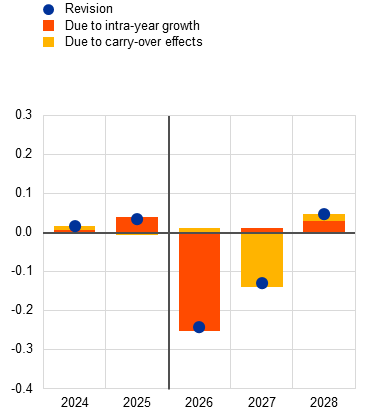 Revision
Due to intra-year growth
Due to carry-over effects
0.3
0.2
0.1
0.0
-0.1
-0.2
-0.3
-0.4
2024 2025 2026 2027 2028